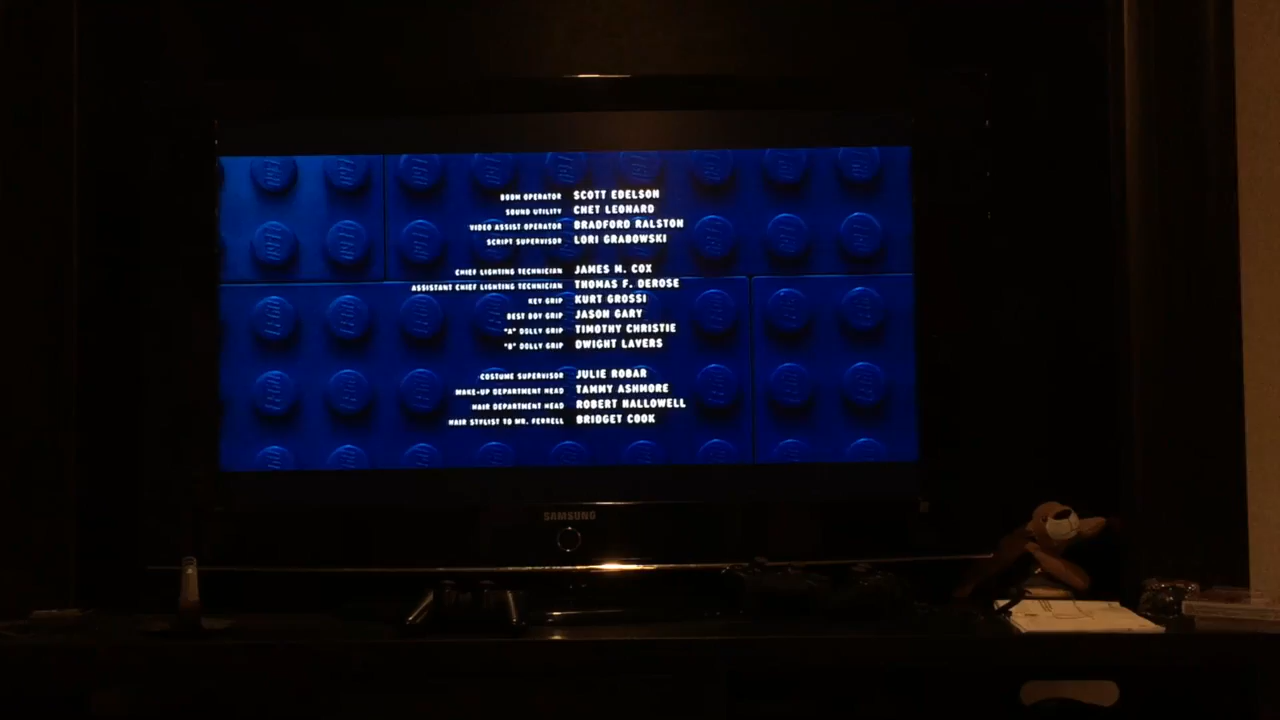 BOOM OPERATOR SCOTT EDELSON
SOUND UTILITY CHET LEONARD
VIDEO ASSIST OPERATOR BRADFORD RALSTON
SCRIPT SUPERVISOR LORI GRABOWSKI
CHIEF LIGHTING TECHNICIAN JAMES M. COX
ASSISTANT CHIEF LIGHTING TECHNICIAN THOMAS F. DEROSE
KEY GRIP KURT GROSSI
BEST BOY GRIP JASON GARY
"A" DOLLY GRIP TIMOTHY CHRISTIE
"B" DOLLY GRIP DWIGHT LAVERS
COSTUME SUPERVISOR JULIE ROBAR
MAKE-UP DEPARTMENT HEAD TAMMY ASHMORE
HAIR DEPARTMENT HEAD ROBERT HALLOWELL
HAIR STYLIST TO MR. FERRELL BRIDGET COOK
SAMSUNG